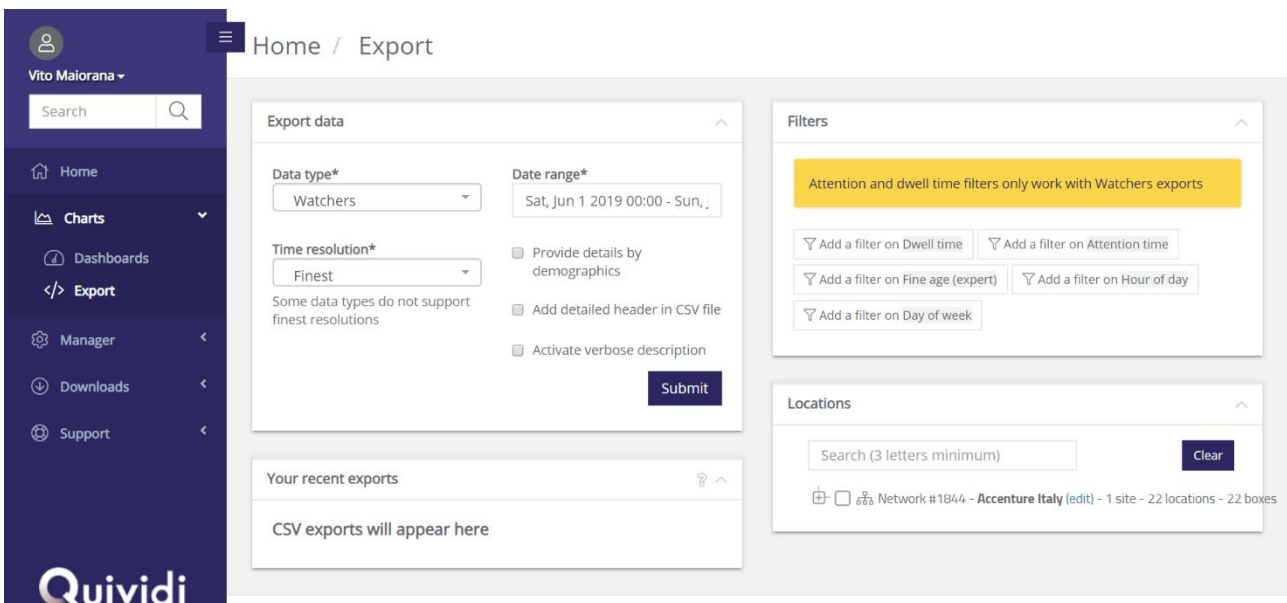 Vito Maiorana
Search
Home
Charts
Dashboards
</> Export
Manager
Downloads
Support
Quividi
Home / Export
Export data
Data type*
Watchers
Date range*
Sat, Jun 1 2019 00:00 - Sun,
Time resolution*
Finest
Some data types do not support
finest resolutions
Provide details by
demographics
Add detailed header in CSV file
Activate verbose description
Submit
Your recent exports
?
CSV exports will appear here
Filters
Attention and dwell time filters only work with Watchers exports
Add a filter on Dwell time
Add a filter on Attention time
Add a filter on Fine age (expert)
Add a filter on Hour of day
Add a filter on Day of week
Locations
Search (3 letters minimum)
Clear
Network #1844 - Accenture Italy (edit) - 1 site - 22 locations - 22 boxes